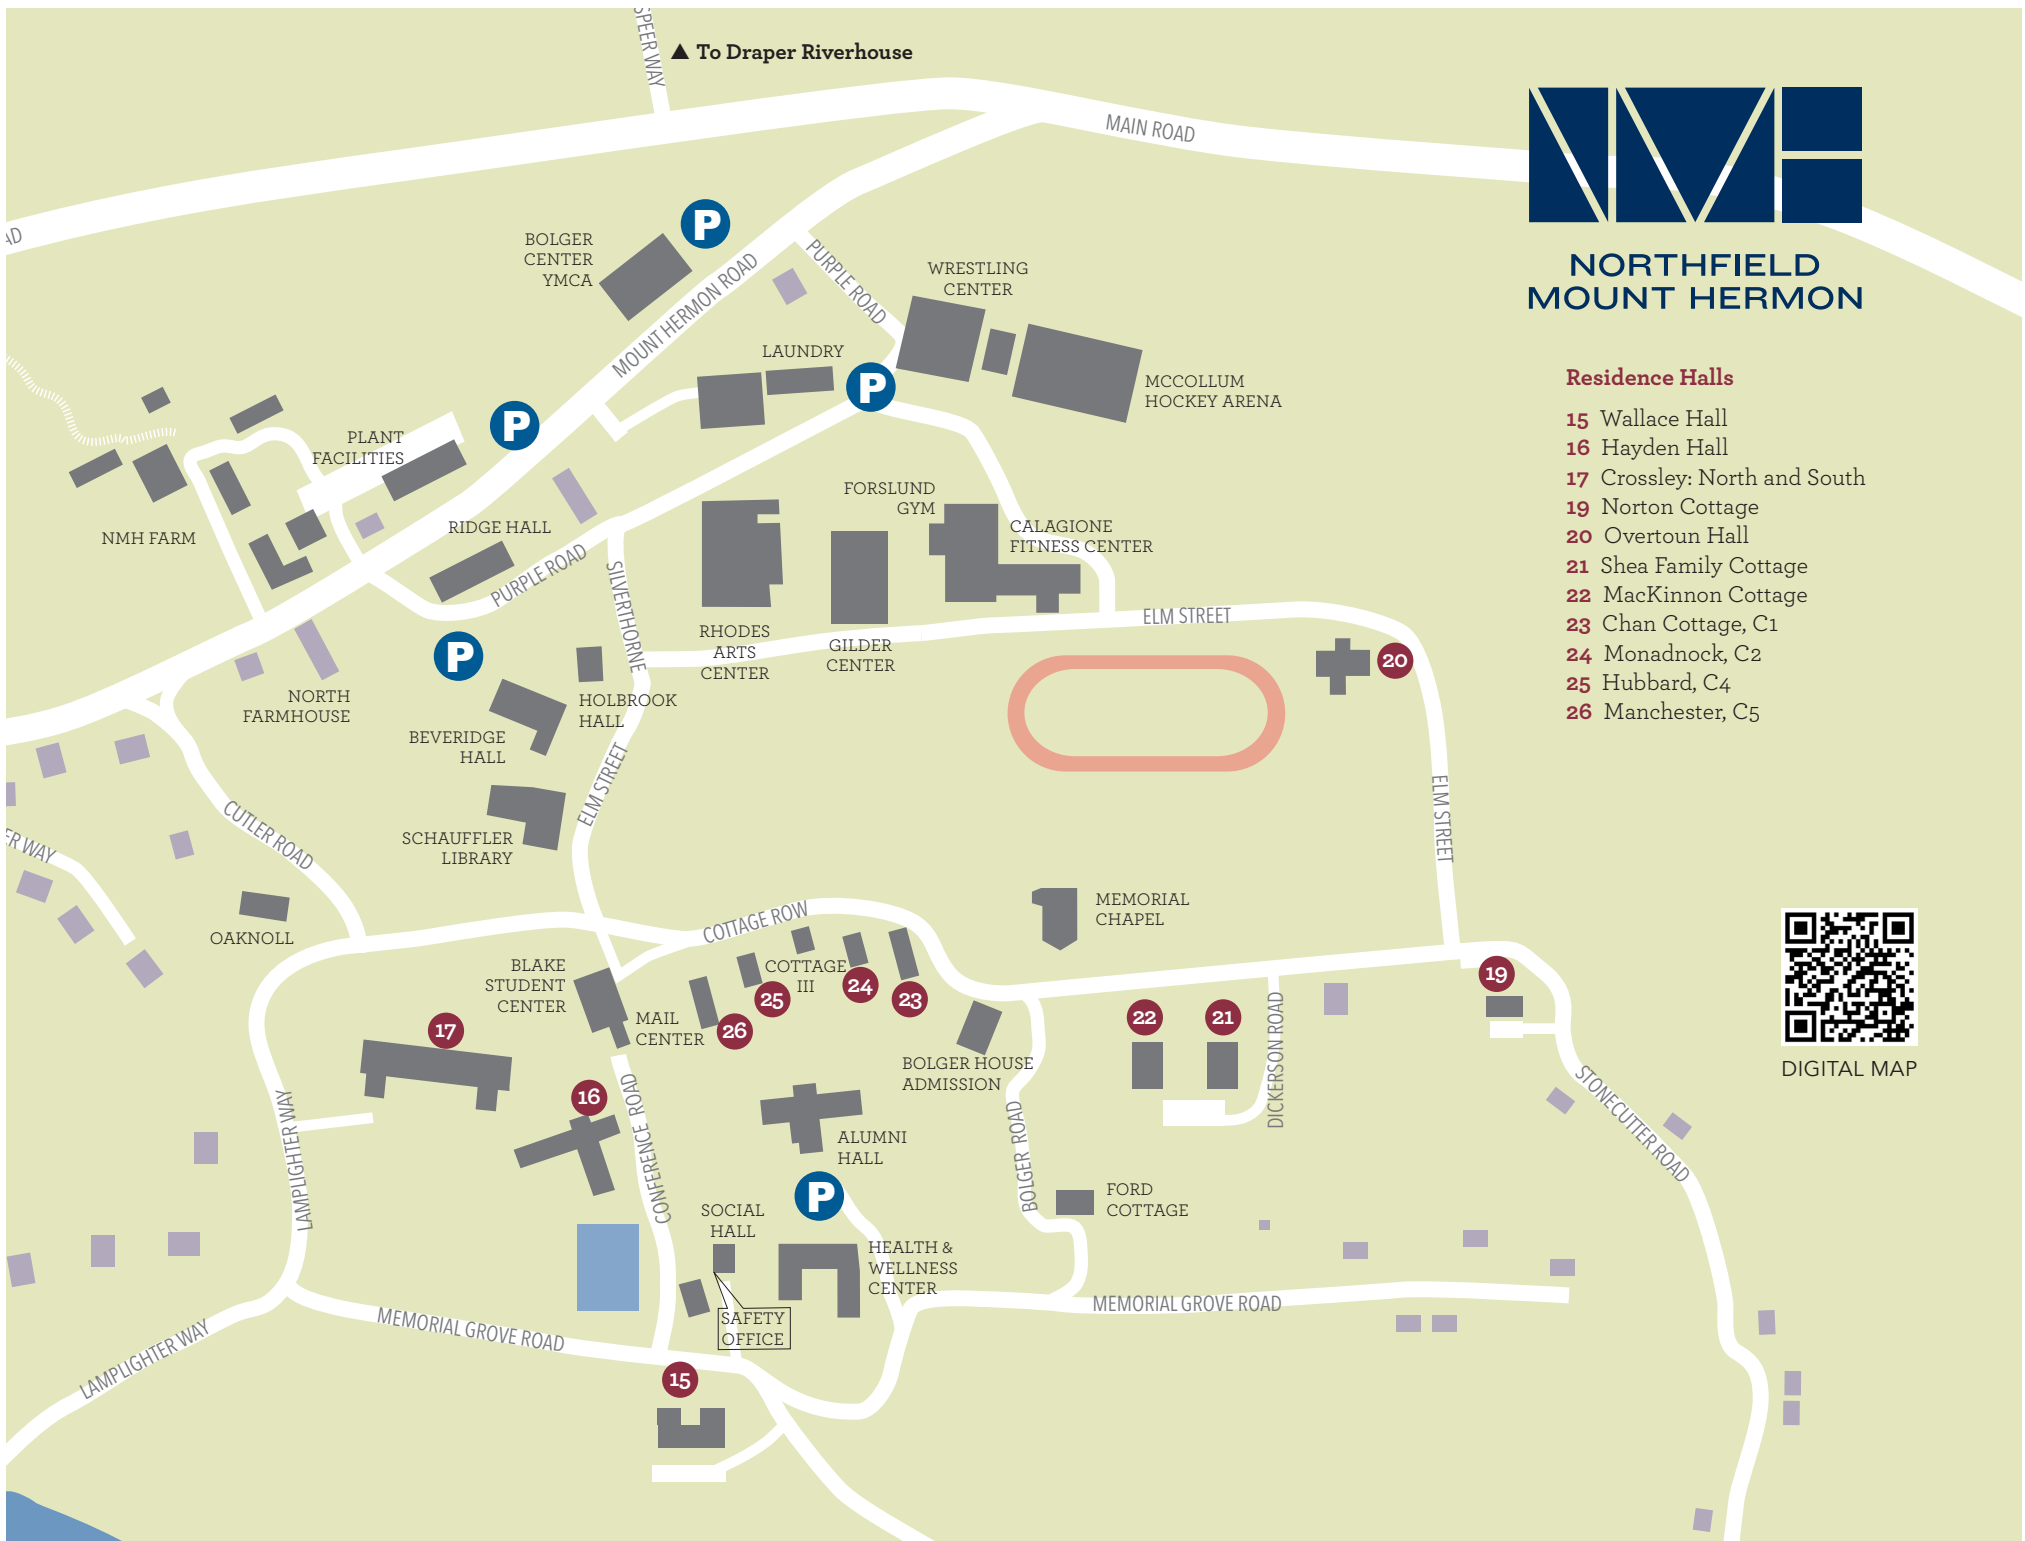 SPEER WAY
▲ To Draper Riverhouse
MAIN ROAD
NORTHFIELD
MOUNT HERMON
AD
P
BOLGER
CENTER
YMCA
MOUNT HERMON ROAD
PURPLE ROAD
WRESTLING
CENTER
LAUNDRY
P
MCCOLLUM
HOCKEY ARENA
Residence Halls
15 Wallace Hall
16 Hayden Hall
17 Crossley: North and South
19 Norton Cottage
20 Overtoun Hall
21 Shea Family Cottage
22 MacKinnon Cottage
23 Chan Cottage, C1
24 Monadnock, C2
25 Hubbard, C4
26 Manchester, C5
P
PLANT
FACILITIES
NMH FARM
RIDGE HALL
PURPLE ROAD
SILVERTHORNE
FORSLUND
GYM
CALAGIONE
FITNESS CENTER
ELM STREET
RHODES
ARTS
CENTER
GILDER
CENTER
20
P
NORTH
FARMHOUSE
HOLBROOK
HALL
BEVERIDGE
HALL
ELM STREET
ELM STREET
SCHAUFFLER
LIBRARY
CUTLER ROAD
ER WAY
OAKNOLL
COTTAGE ROW
MEMORIAL
CHAPEL
BLAKE
STUDENT
CENTER
MAIL
CENTER
COTTAGE
III
26
25
24
23
19
17
22
21
BOLGER HOUSE
ADMISSION
DICKERSON ROAD
DIGITAL MAP
STONECUTTER ROAD
16
CONFERENCE ROAD
LAMPLIGHTER WAY
ALUMNI
HALL
BOLGER ROAD
P
FORD
COTTAGE
SOCIAL
HALL
HEALTH &
WELLNESS
CENTER
SAFETY
OFFICE
MEMORIAL GROVE ROAD
MEMORIAL GROVE ROAD
LAMPLIGHTER WAY
15